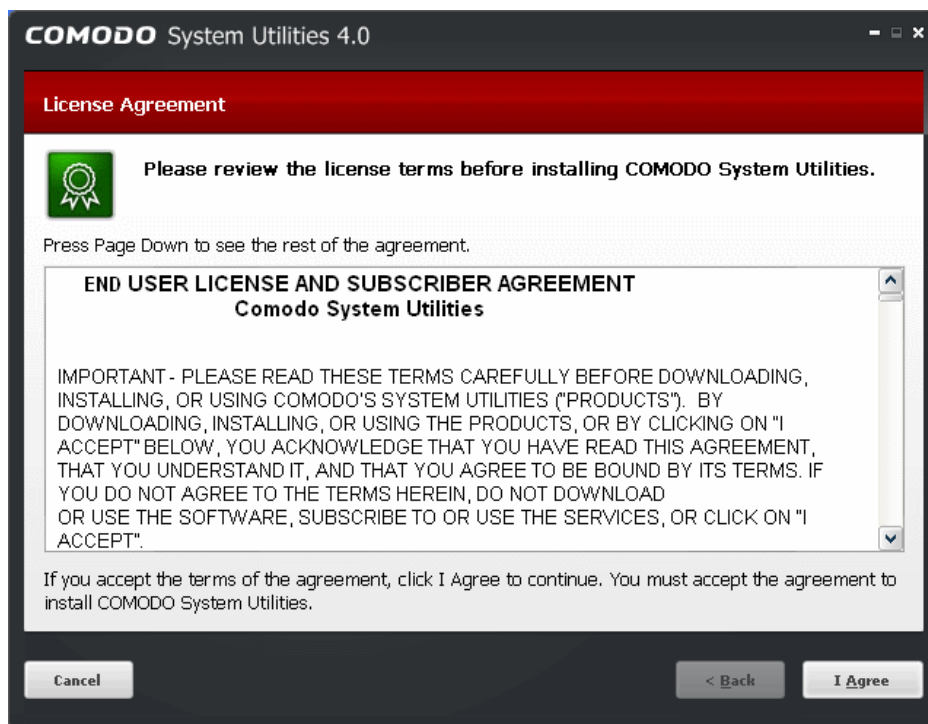 COMODO System Utilities 4.0
License Agreement
Please review the license terms before installing COMODO System Utilities.
Press Page Down to see the rest of the agreement.
END USER LICENSE AND SUBSCRIBER AGREEMENT
Comodo System Utilities
IMPORTANT - PLEASE READ THESE TERMS CAREFULLY BEFORE DOWNLOADING,
INSTALLING, OR USING COMODO'S SYSTEM UTILITIES ("PRODUCTS"). BY
DOWNLOADING, INSTALLING, OR USING THE PRODUCTS, OR BY CLICKING ON "I
ACCEPT" BELOW, YOU ACKNOWLEDGE THAT YOU HAVE READ THIS AGREEMENT,
THAT YOU UNDERSTAND IT, AND THAT YOU AGREE TO BE BOUND BY ITS TERMS. IF
YOU DO NOT AGREE TO THE TERMS HEREIN, DO NOT DOWNLOAD
OR USE THE SOFTWARE, SUBSCRIBE TO OR USE THE SERVICES, OR CLICK ON "I
ACCEPT".
If you accept the terms of the agreement, click I Agree to continue. You must accept the agreement to
install COMODO System Utilities.
Cancel
< Back
I Agree